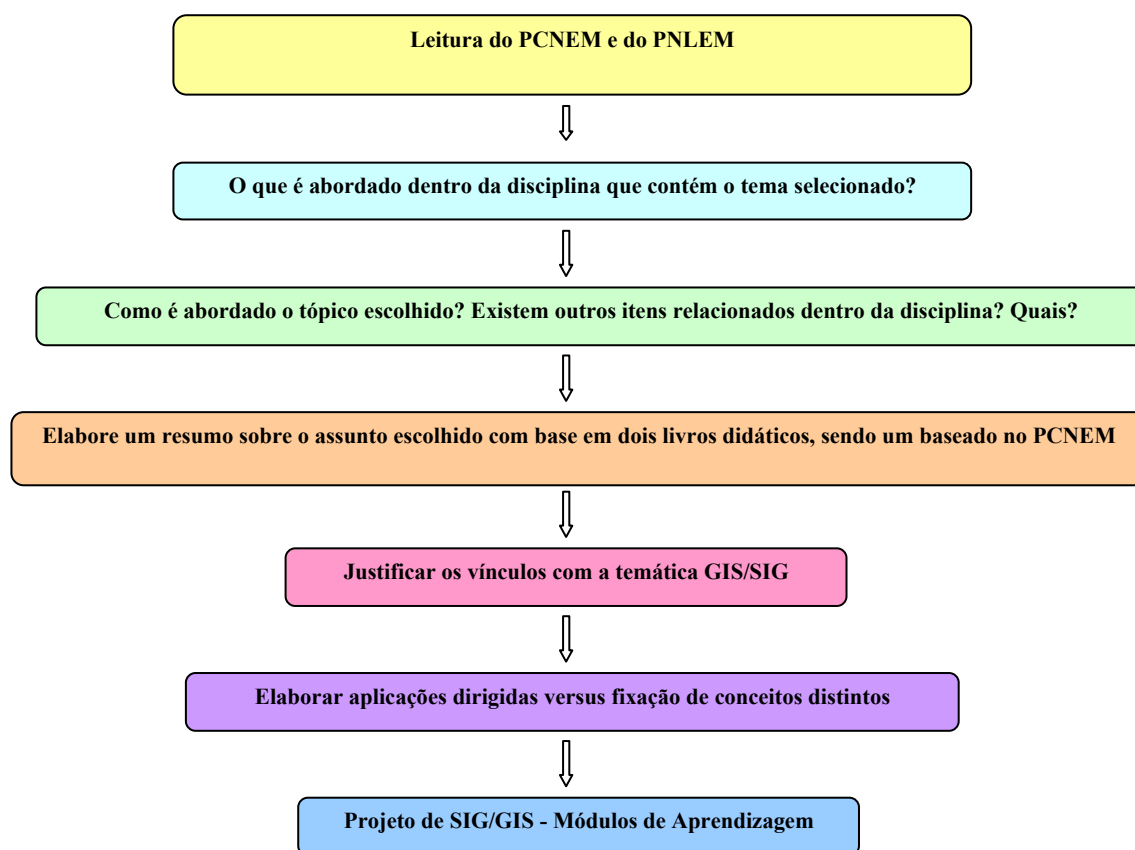 Leitura do PCNEM e do PNLEM
O que é abordado dentro da disciplina que contém o tema selecionado?
Como é abordado o tópico escolhido? Existem outros itens relacionados dentro da disciplina? Quais?
Elabore um resumo sobre o assunto escolhido com base em dois livros didáticos, sendo um baseado no PCNEM
Justificar os vínculos com a temática GIS/SIG
Elaborar aplicações dirigidas versus fixação de conceitos distintos
Projeto de SIG/GIS - Módulos de Aprendizagem